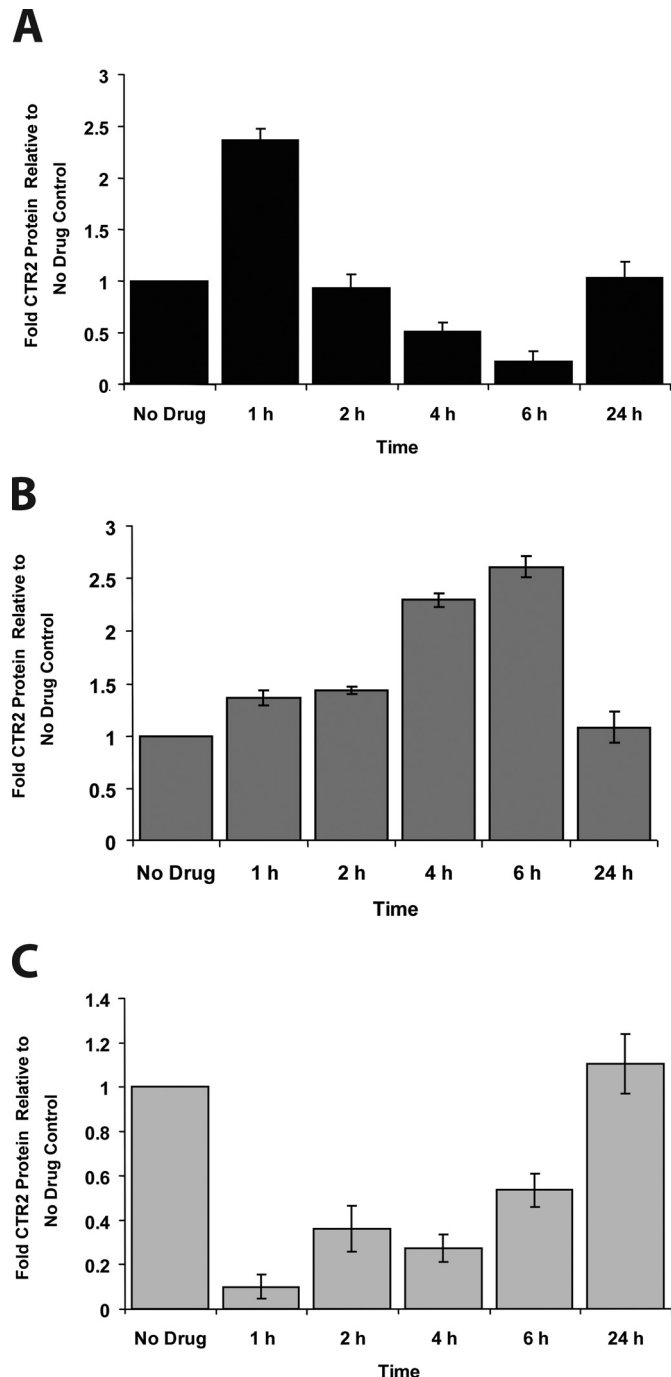 A
Fold CTR2 Protein Relative to
No Drug Control
3
2.5
2
1.5
1
0.5
0
No Drug 1 h 2 h 4 h 6 h 24 h
Time
B
Fold CTR2 Protein Relative to
No Drug Control
3
2.5
2
1.5
1
0.5
0
No Drug 1 h 2 h 4 h 6 h 24 h
Time
C
Fold CTR2 Protein Relative to
No Drug Control
1.4
1.2
1
0.8
0.6
0.4
0.2
0
No Drug 1 h 2 h 4 h 6 h 24 h
Time